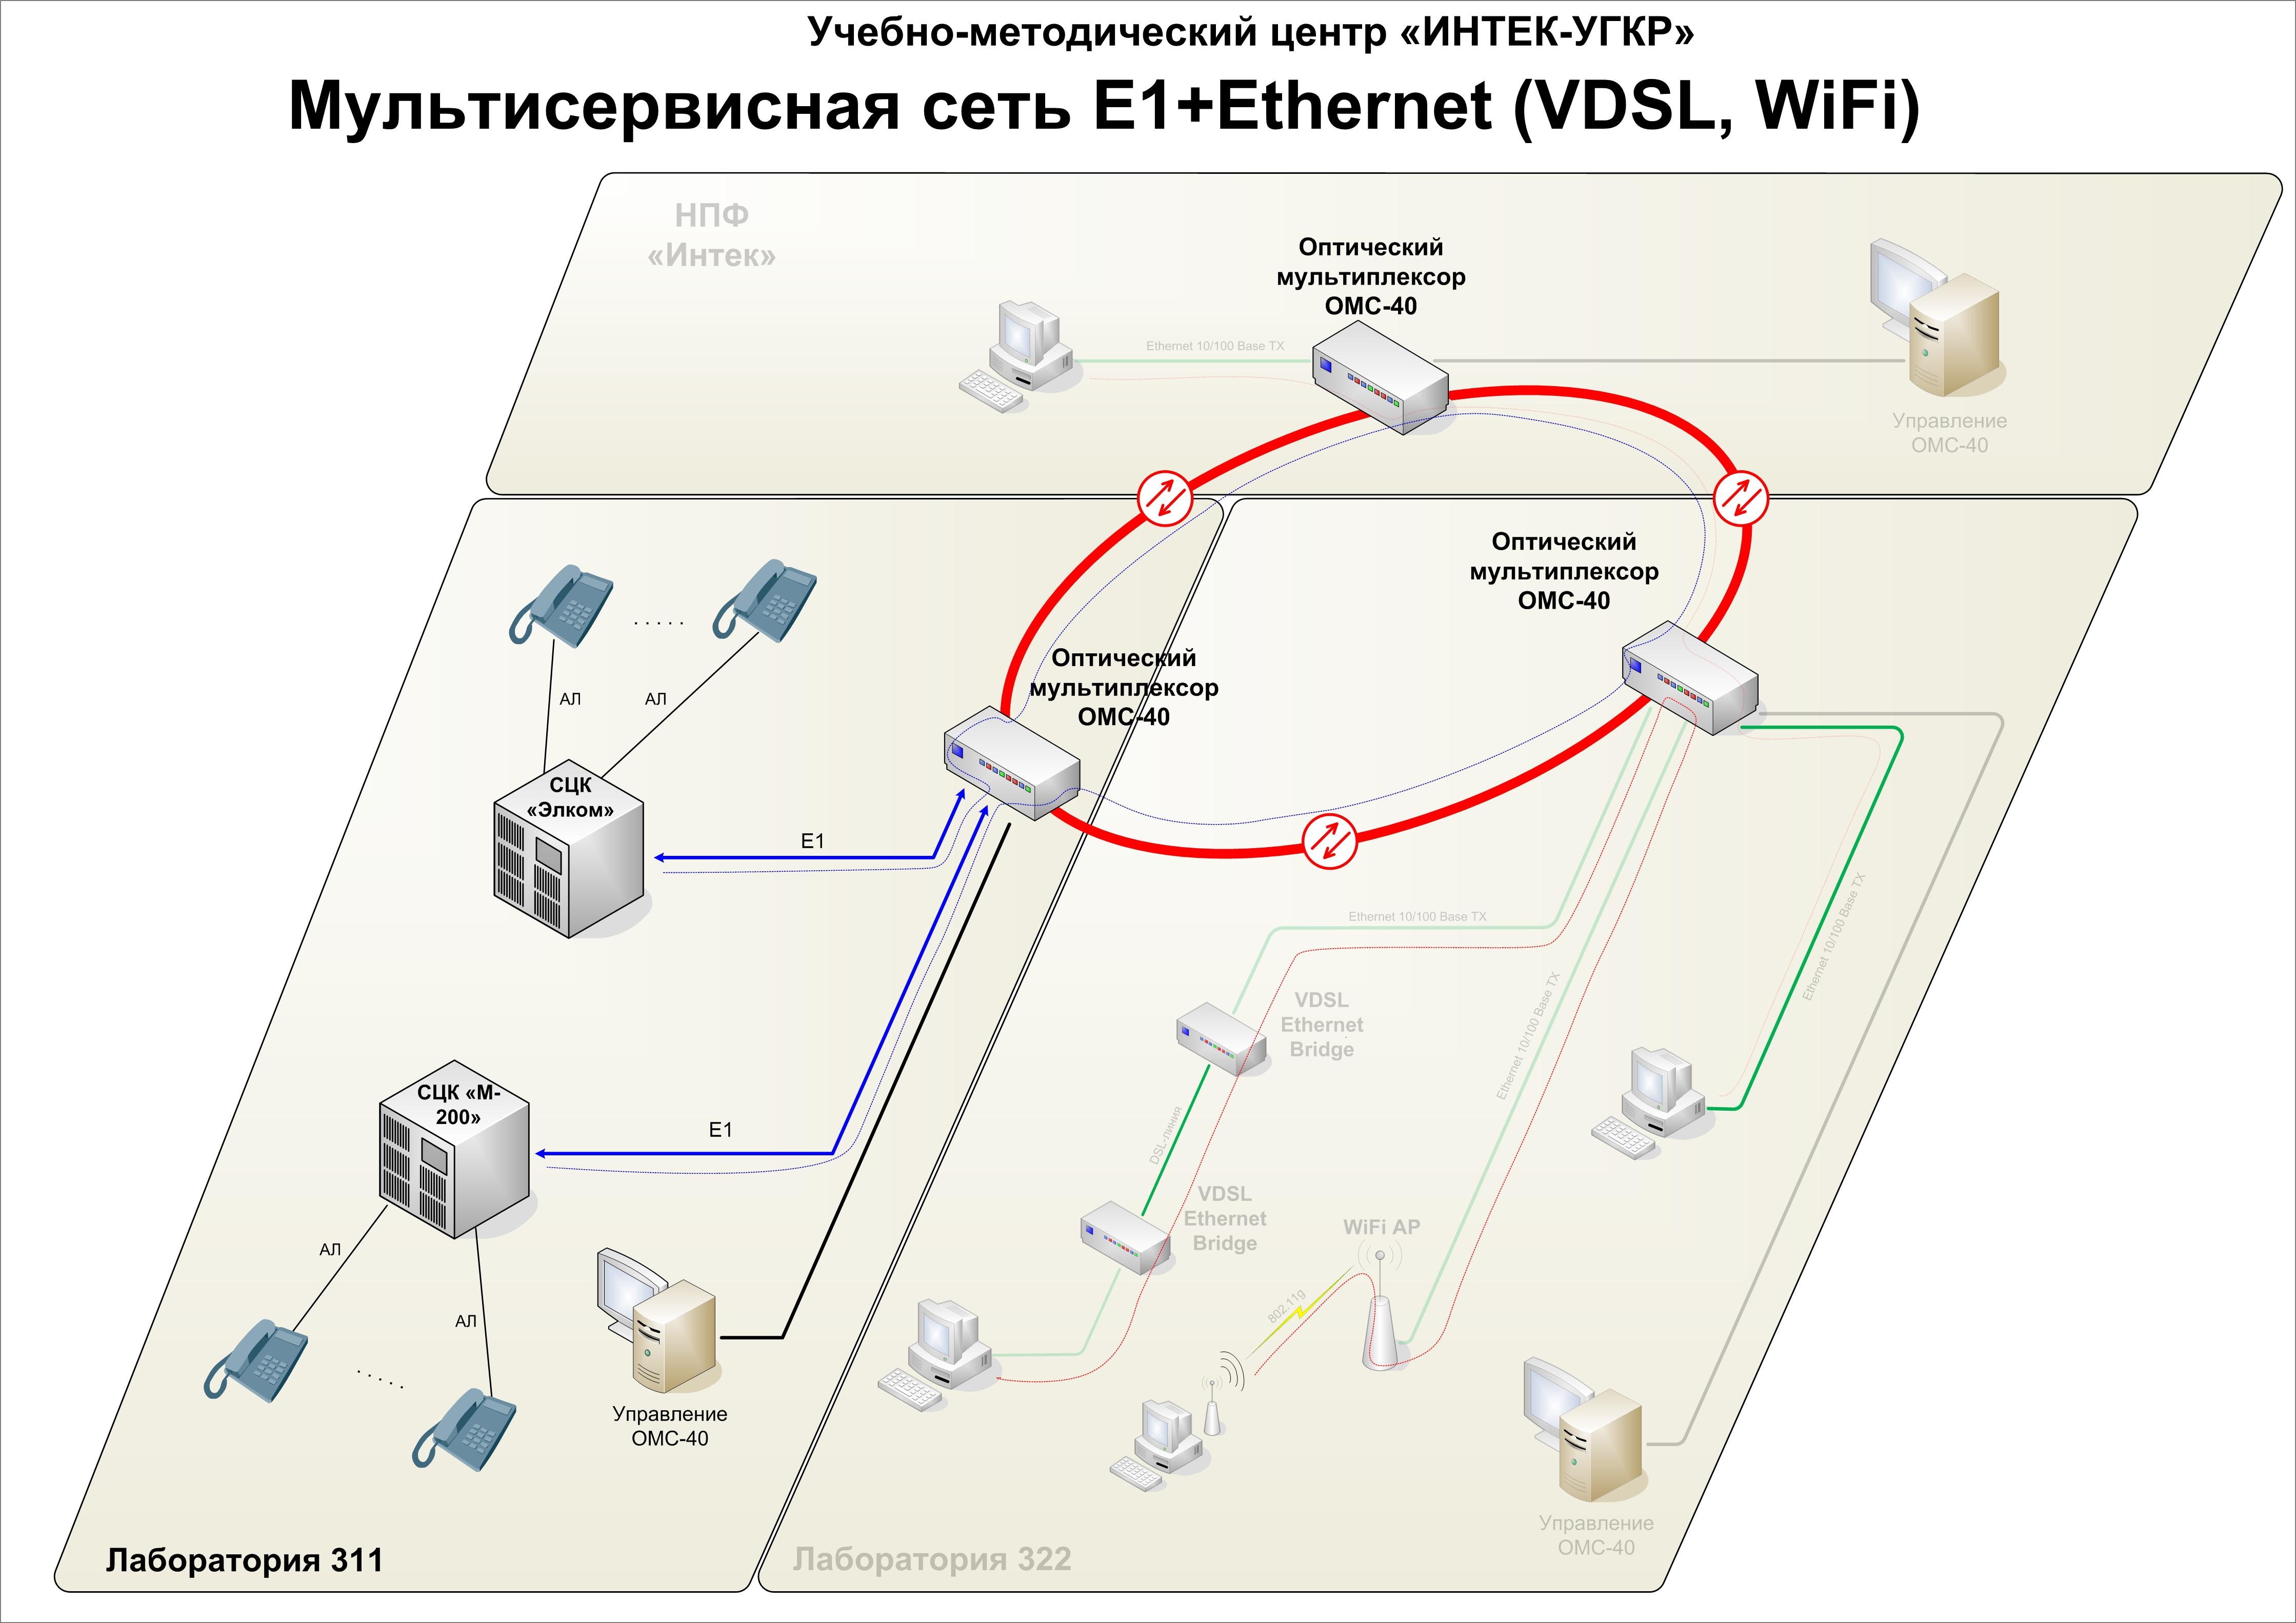 Учебно-методический центр «ИНТЕК-УГКР»
Мультисервисная сеть E1+Ethernet (VDSL, WiFi)
НПФ
«Интек»
Оптический
мультиплексор
ОМС-40
Ethernet 10/100 Base TX
Управление
ОМС-40
Оптический
мультиплексор
ОМС-40
. . . . .
Оптический
мультиплексор
ОМС-40
АЛ
АЛ
СЦК
«Элком»
E1
Ethernet 10/100 Base TX
Ethernet 10/100 Base TX
Ethernet 10/100 Base TX
VDSL
Ethernet
Bridge
СЦК «М-
200»
E1
DSL-линия
VDSL
Ethernet
Bridge
WiFi AP
АЛ
АЛ
802.11g
. . . . .
Управление
ОМС-40
Управление
ОМС-40
Лаборатория 311
Лаборатория 322